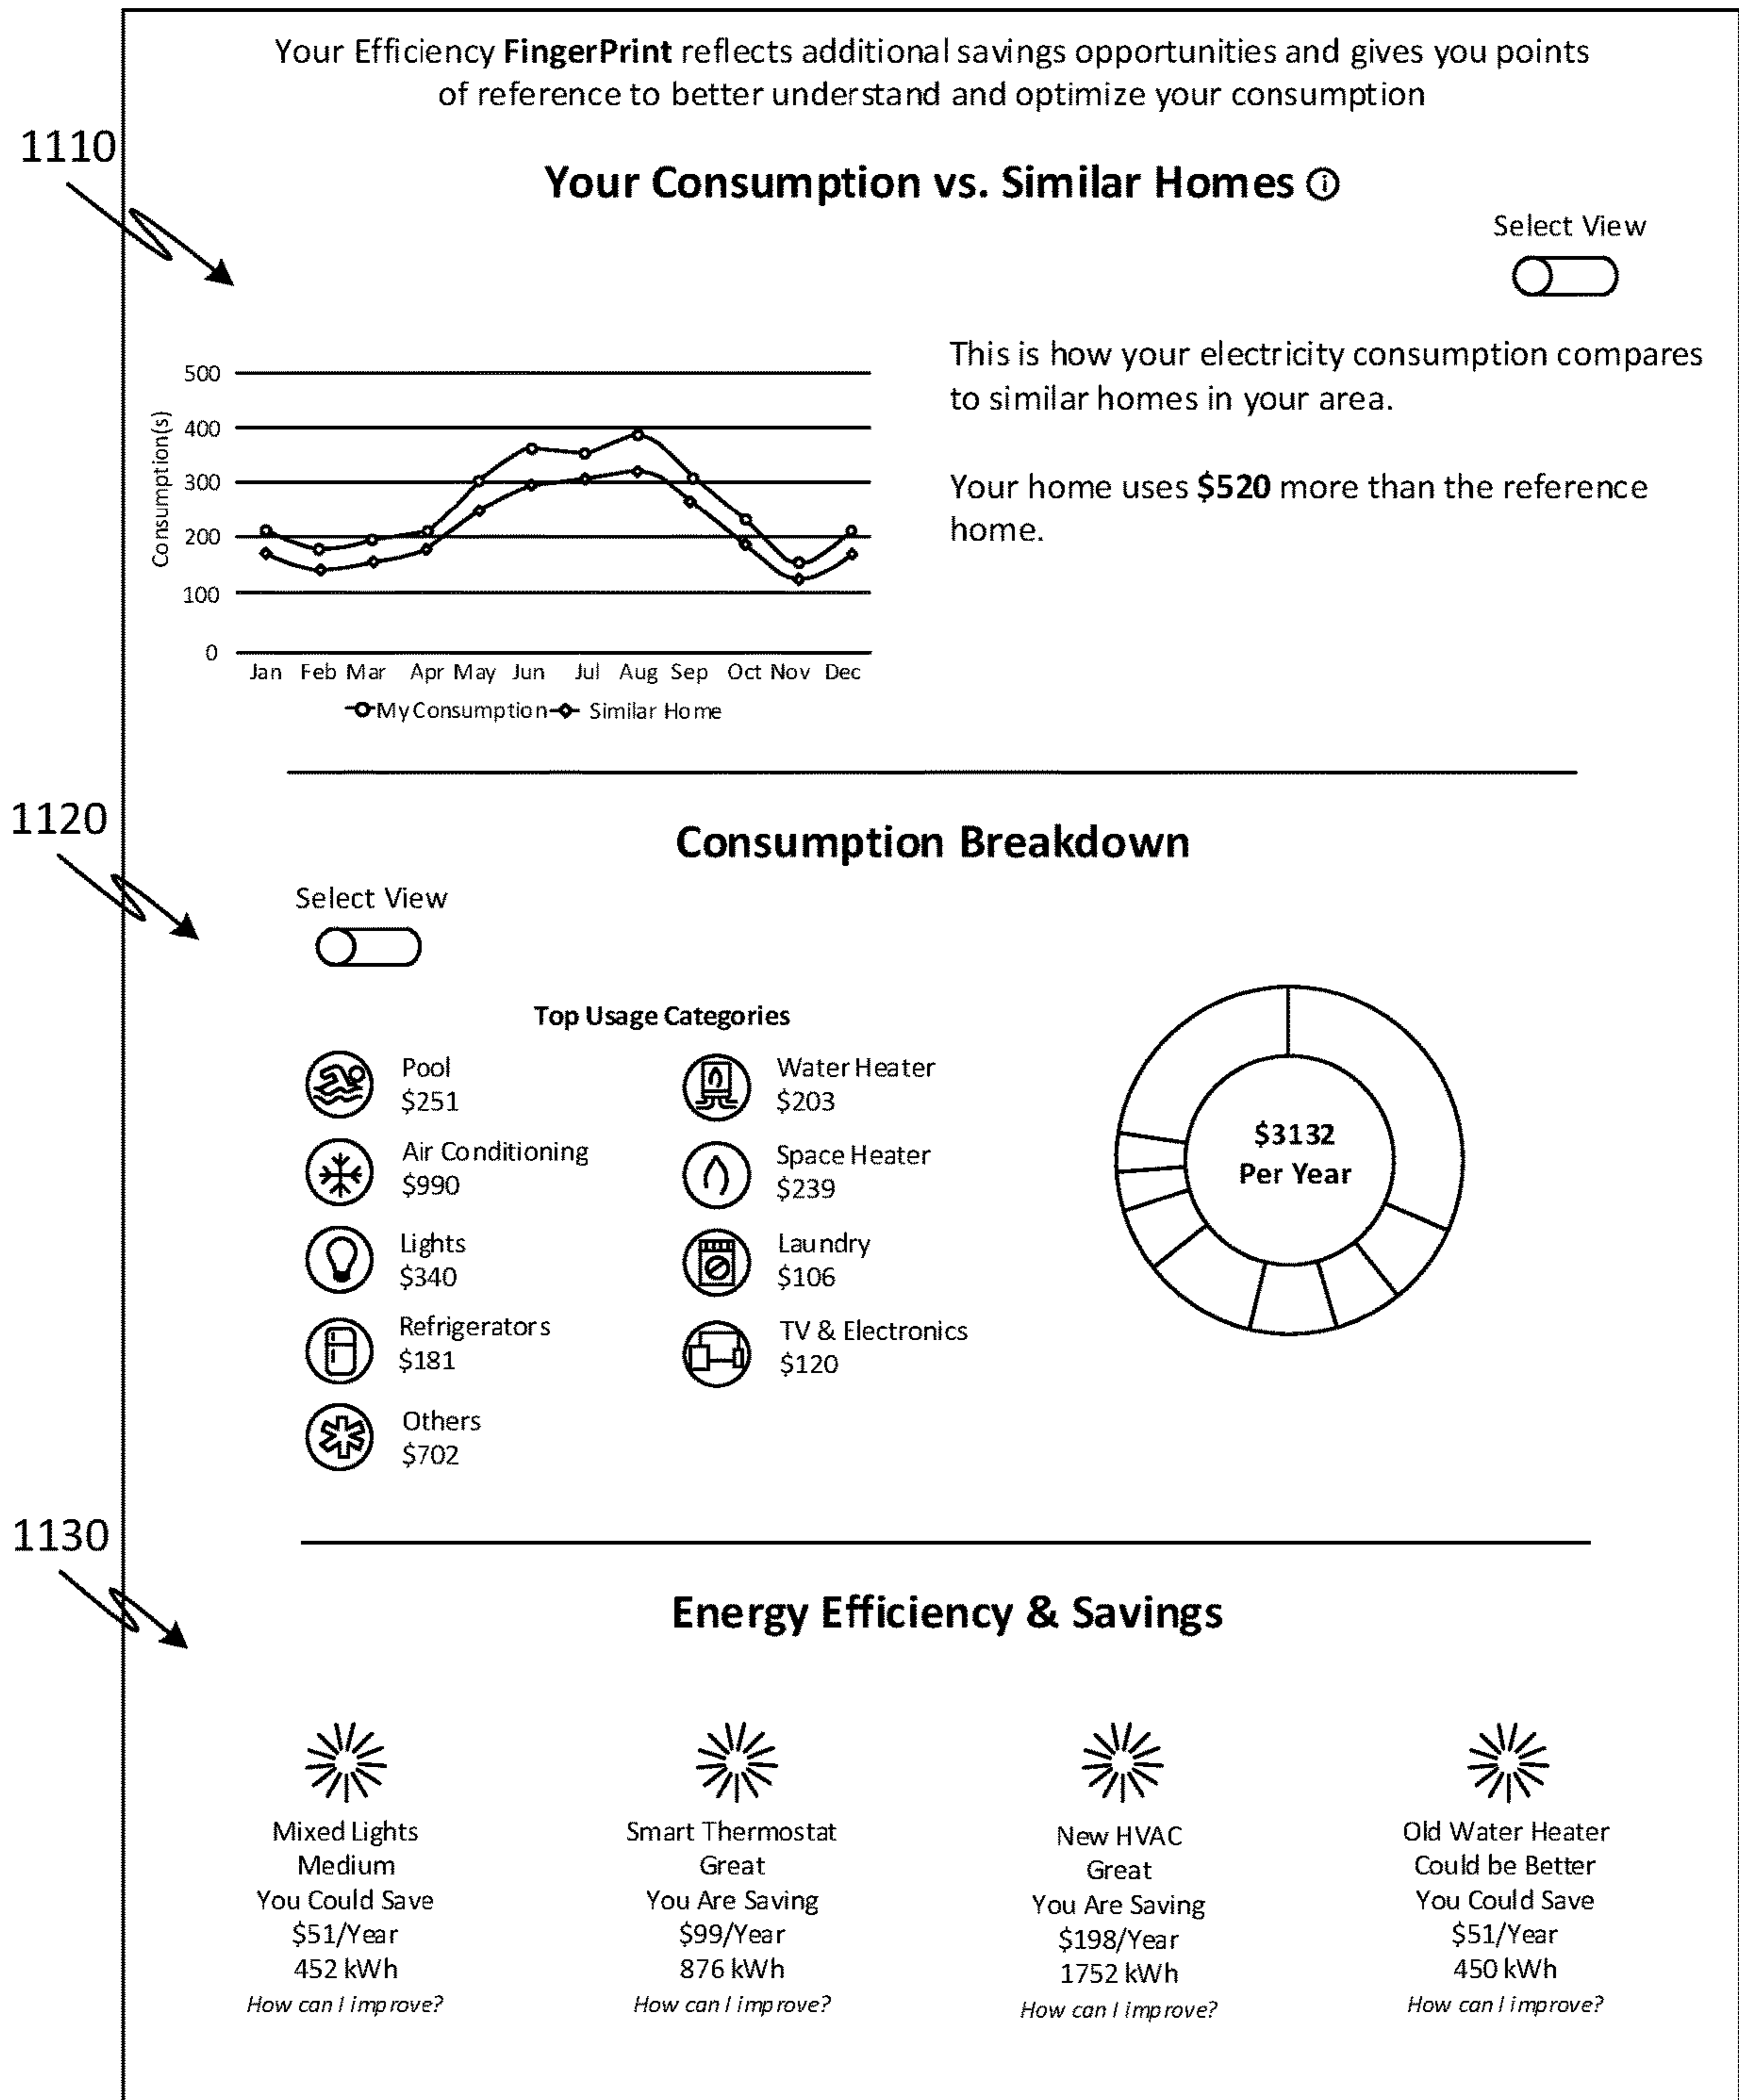 Your Efficiency FingerPrint reflects additional savings opportunities and gives you points
of reference to better understand and optimize your consumption
1110
Your Consumption vs. Similar Homes i
Select View
This is how your electricity consumption compares
to similar homes in your area.
Your home uses $520 more than the reference
home.
Consumption(s)
500
400
300
200
100
0
Jan Feb Mar Apr May Jun Jul Aug Sep Oct Nov Dec
My Consumption Similar Home
1120
Consumption Breakdown
Select View
Top Usage Categories
Pool
$251
Water Heater
$203
Air Conditioning
$990
Space Heater
$239
Lights
$340
Laundry
$106
Refrigerators
$181
TV & Electronics
$120
Others
$702
$3132
Per Year
1130
Energy Efficiency & Savings
Mixed Lights
Medium
You Could Save
$51/Year
452 kWh
How can I improve?
Smart Thermostat
Great
You Are Saving
$99/Year
876 kWh
How can I improve?
New HVAC
Great
You Are Saving
$198/Year
1752 kWh
How can I improve?
Old Water Heater
Could be Better
You Could Save
$51/Year
450 kWh
How can I improve?